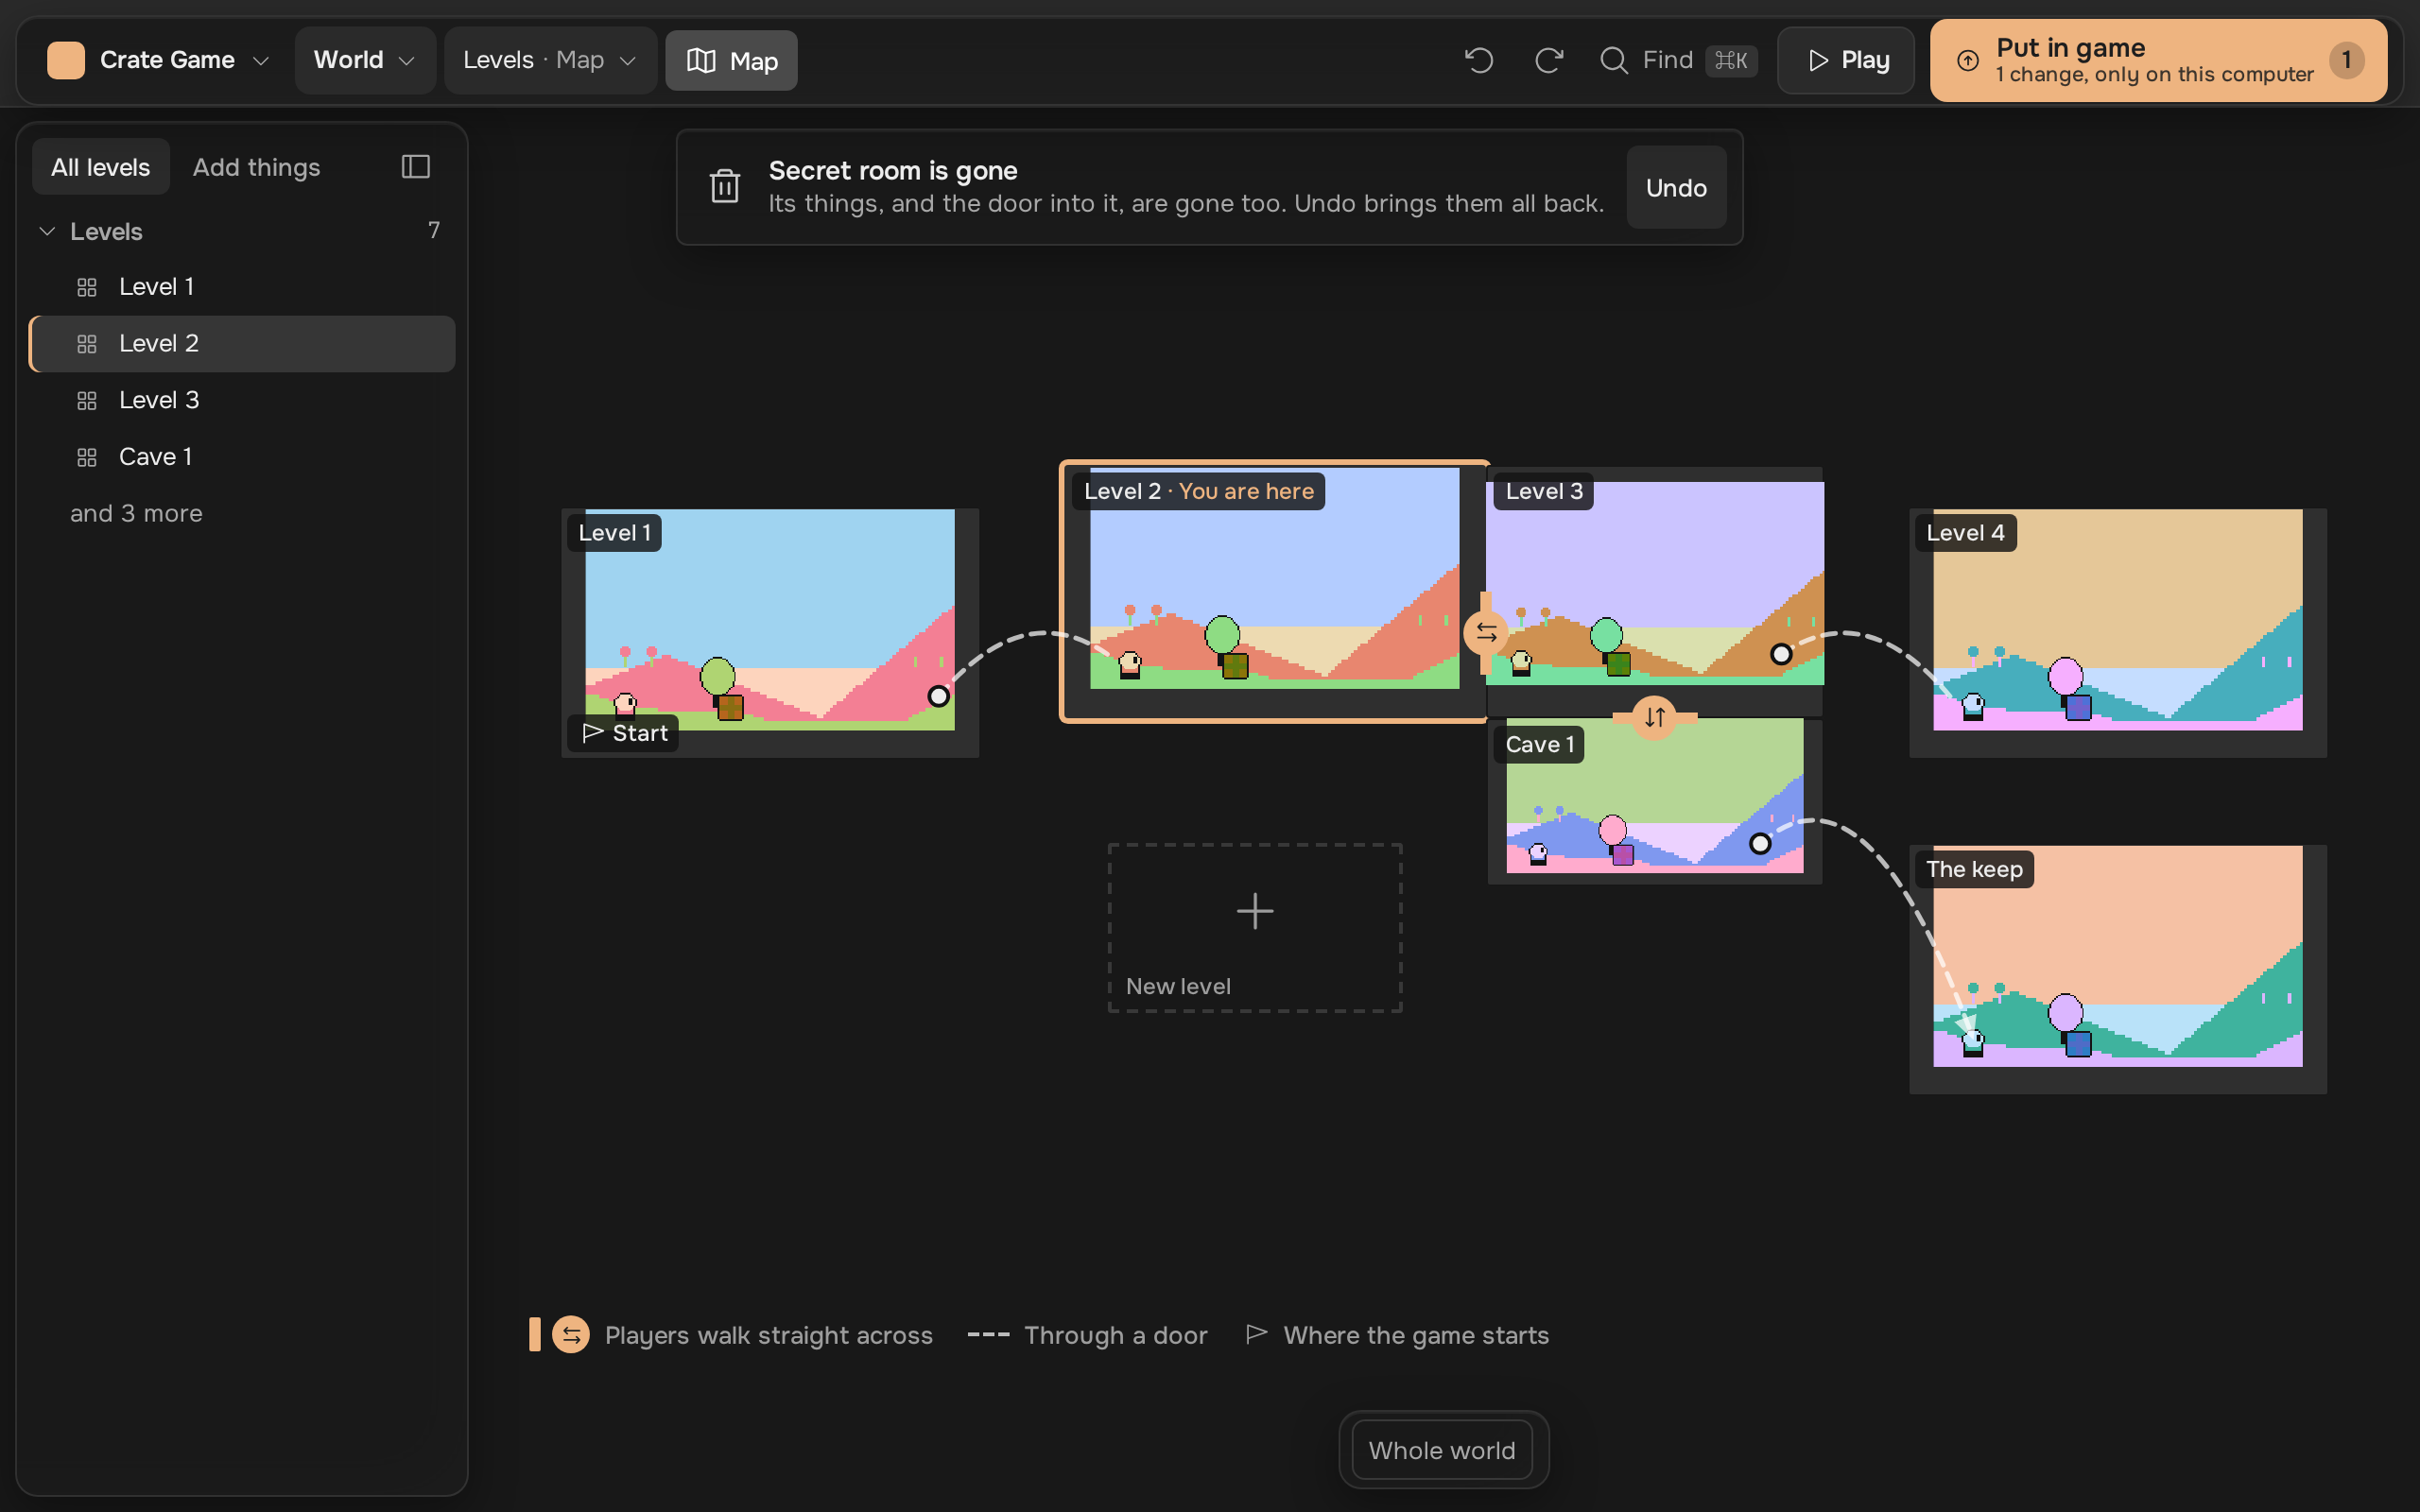 Crate Game
World
Levels · Map
Map
Find ⌘K
Play
Put in game
1 change, only on this computer
1
All levels
Add things
Levels 7
Level 1
Level 2
Level 3
Cave 1
and 3 more
Secret room is gone
Its things, and the door into it, are gone too. Undo brings them all back.
Undo
Level 1
Start
Level 2 · You are here
Level 3
Level 4
Cave 1
The keep
New level
Players walk straight across
Through a door
Where the game starts
Whole world